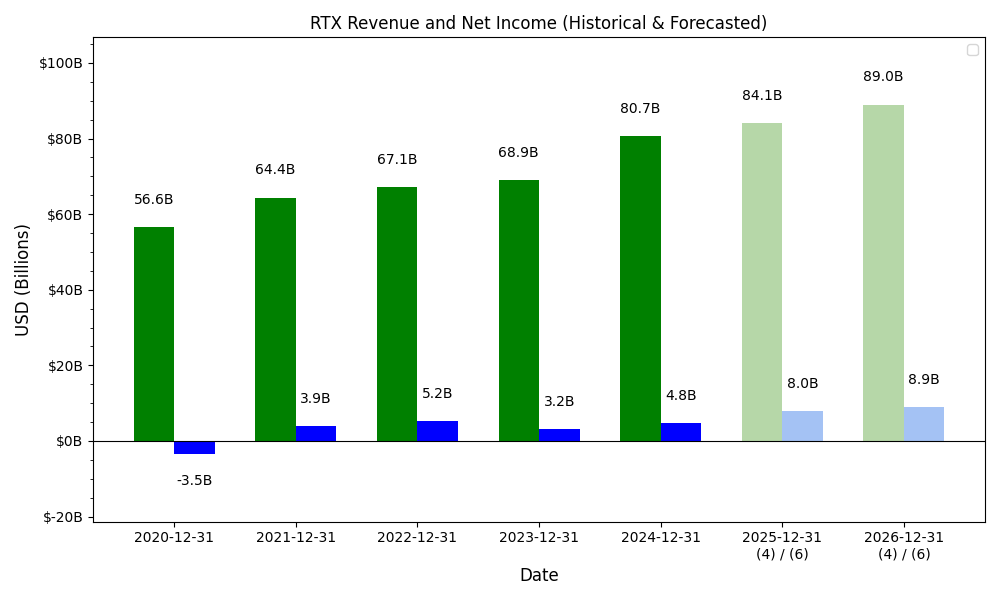 RTX Revenue and Net Income (Historical & Forecasted)
USD (Billions)
$100B
$80B
$60B
$40B
$20B
$0B
$-20B
56.6B
-3.5B
64.4B
3.9B
67.1B
5.2B
68.9B
3.2B
80.7B
4.8B
84.1B
8.0B
89.0B
8.9B
2020-12-31
2021-12-31
2022-12-31
2023-12-31
2024-12-31
2025-12-31
(4) / (6)
2026-12-31
(4) / (6)
Date